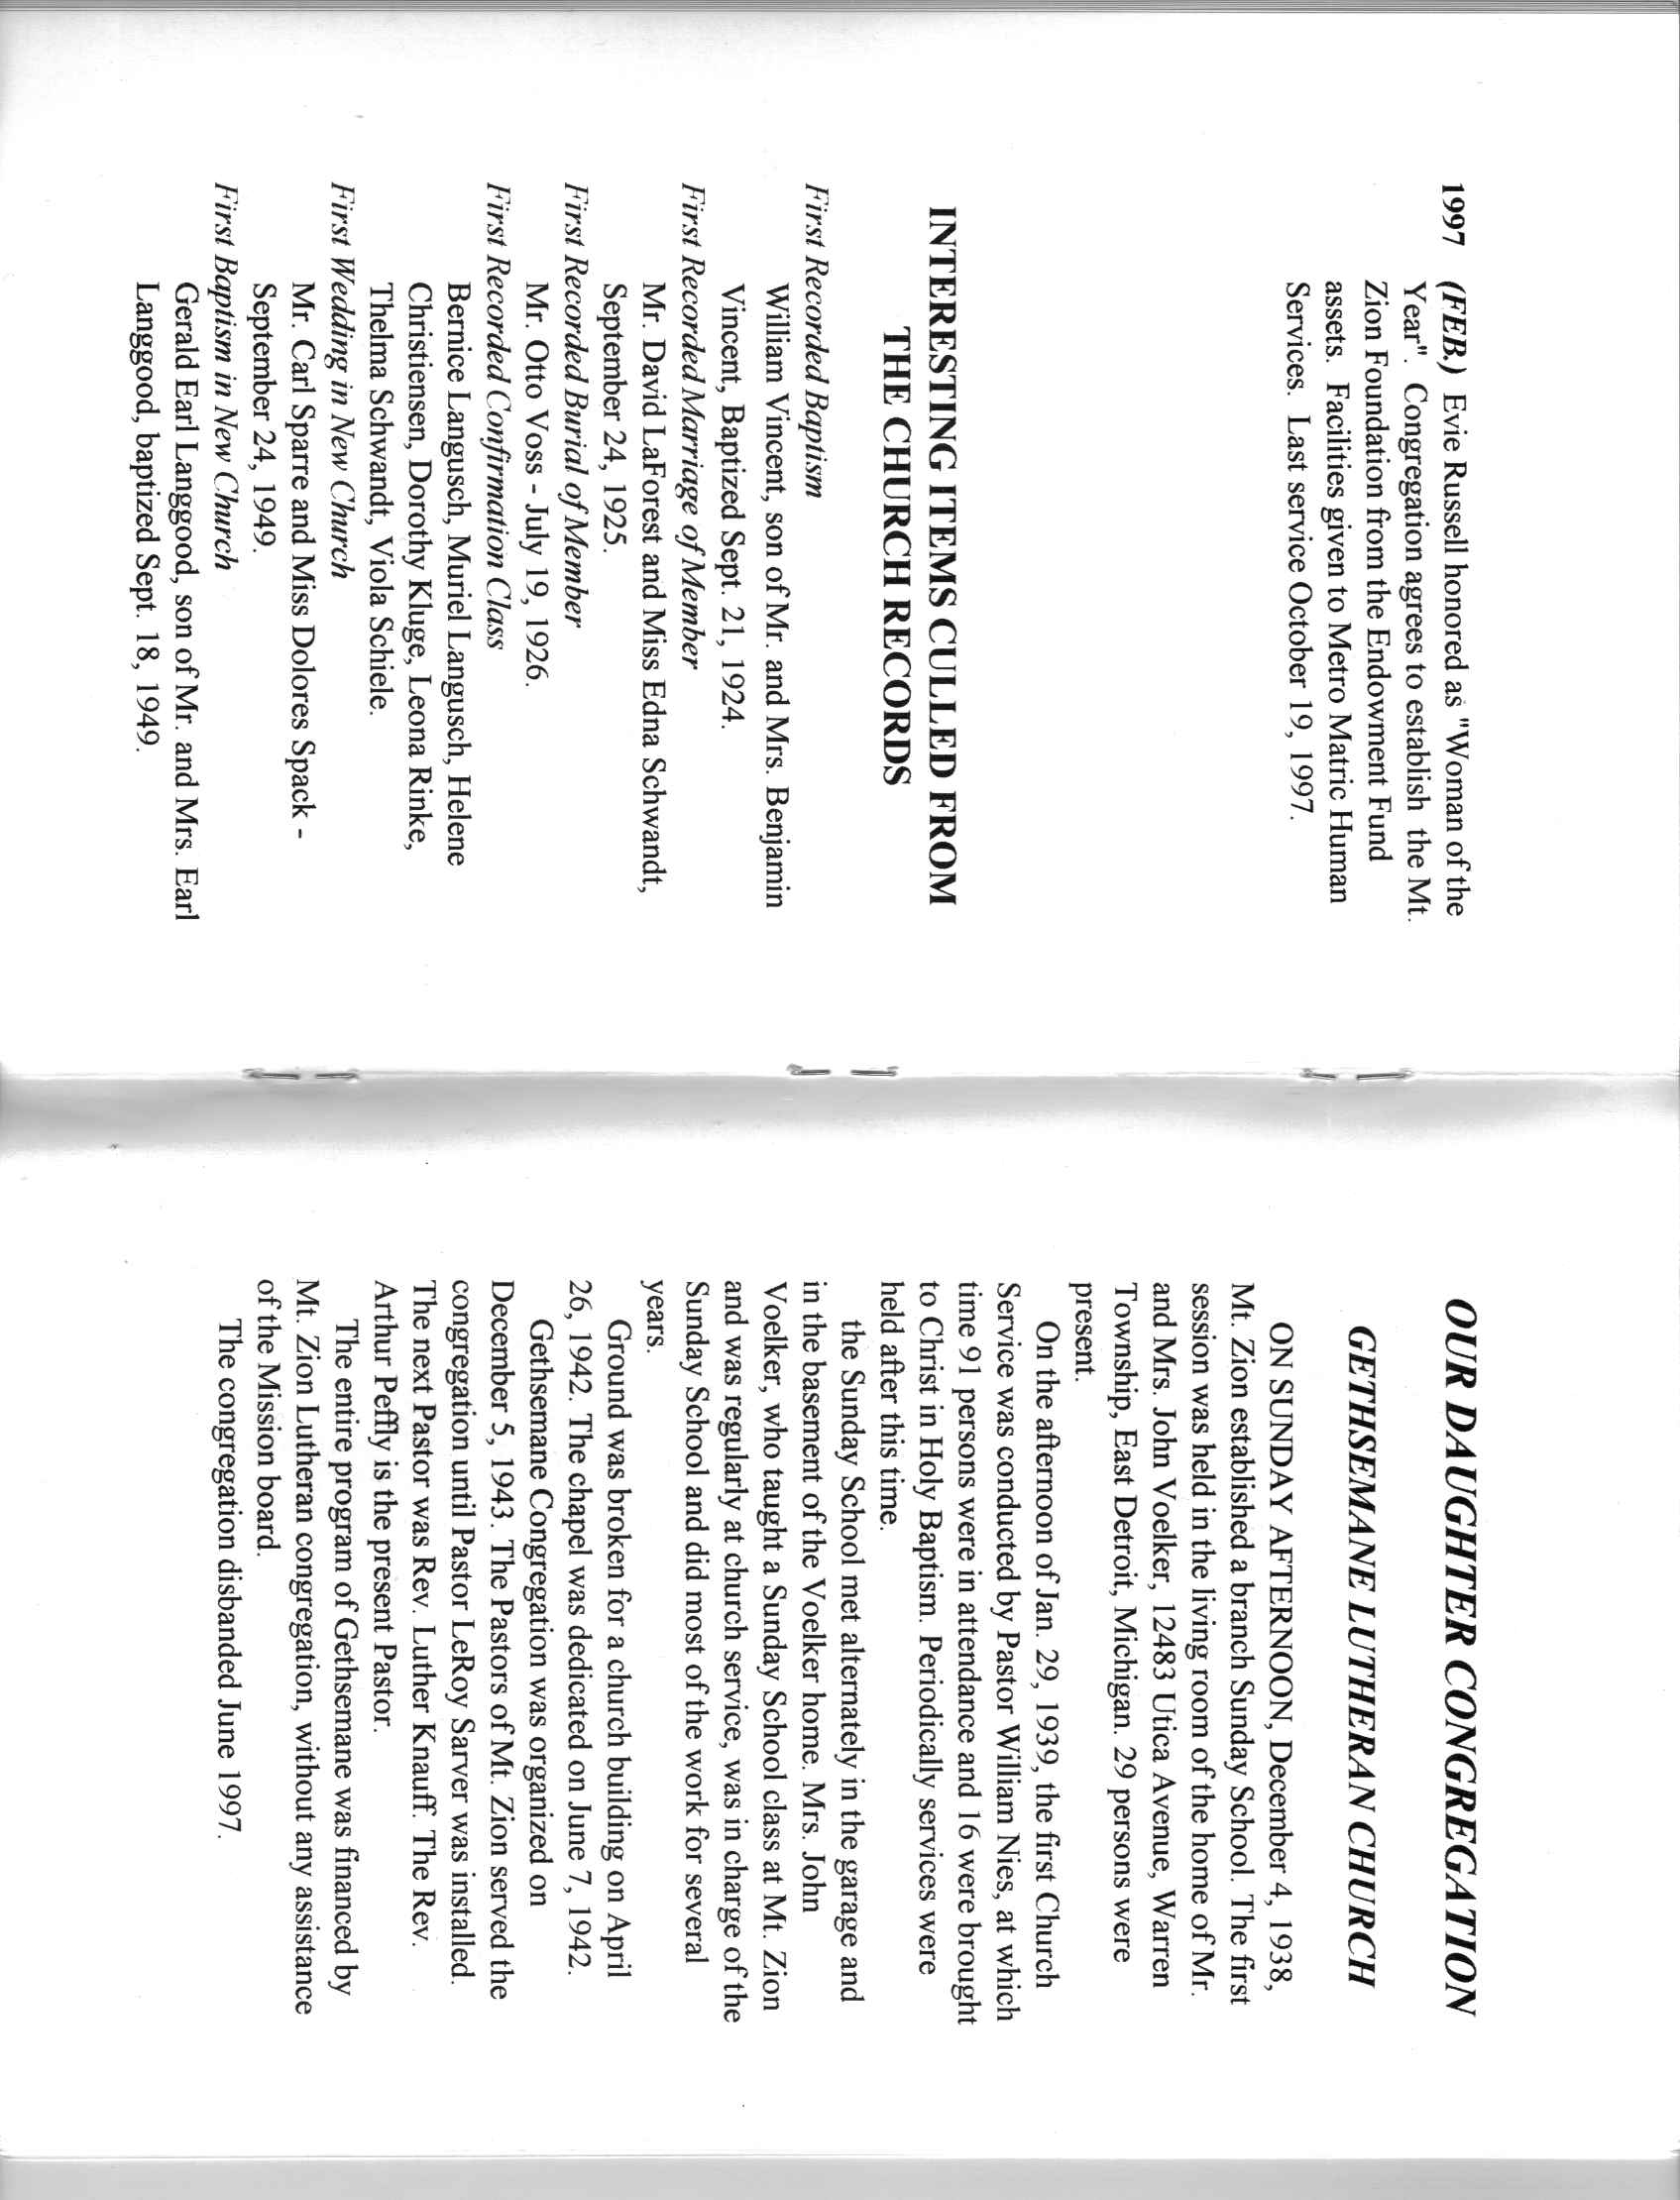 1997 (FEB.) Evie Russell honored as "Woman of the
Year". Congregation agrees to establish the Mt.
Zion Foundation from the Endowment Fund
assets. Facilities given to Metro Matric Human
Services. Last service October 19, 1997.
INTERESTING ITEMS CULLED FROM
THE CHURCH RECORDS
First Recorded Baptism
William Vincent, son of Mr. and Mrs. Benjamin
Vincent, Baptized Sept. 21, 1924.
First Recorded Marriage of Member
Mr. David LaForest and Miss Edna Schwandt,
September 24, 1925.
First Recorded Burial of Member
Mr. Otto Voss - July 19, 1926.
First Recorded Confirmation Class
Bernice Langusch, Muriel Langusch, Helene
Christiensen, Dorothy Kluge, Leona Rinke,
Thelma Schwandt, Viola Schiele.
First Wedding in New Church
Mr. Carl Sparre and Miss Dolores Spack -
September 24, 1949.
First Baptism in New Church
Gerald Earl Langgood, son of Mr. and Mrs. Earl
Langgood, baptized Sept. 18, 1949.
OUR DAUGHTER CONGREGATION
GETHSEMANE LUTHERAN CHURCH
ON SUNDAY AFTERNOON, December 4, 1938,
Mt. Zion established a branch Sunday School. The first
session was held in the living room of the home of Mr.
and Mrs. John Voelker, 12483 Utica Avenue, Warren
Township, East Detroit, Michigan. 29 persons were
present.
On the afternoon of Jan. 29, 1939, the first Church
Service was conducted by Pastor William Nies, at which
time 91 persons were in attendance and 16 were brought
to Christ in Holy Baptism. Periodically services were
held after this time.
the Sunday School met alternately in the garage and
in the basement of the Voelker home. Mrs. John
Voelker, who taught a Sunday School class at Mt. Zion
and was regularly at church service, was in charge of the
Sunday School and did most of the work for several
years.
Ground was broken for a church building on April
26, 1942. The chapel was dedicated on June 7, 1942.
Gethsemane Congregation was organized on
December 5, 1943. The Pastors of Mt. Zion served the
congregation until Pastor LeRoy Sarver was installed.
The next Pastor was Rev. Luther Knauff. The Rev.
Arthur Peffly is the present Pastor.
The entire program of Gethsemane was financed by
Mt. Zion Lutheran congregation, without any assistance
of the Mission board.
The congregation disbanded June 1997.